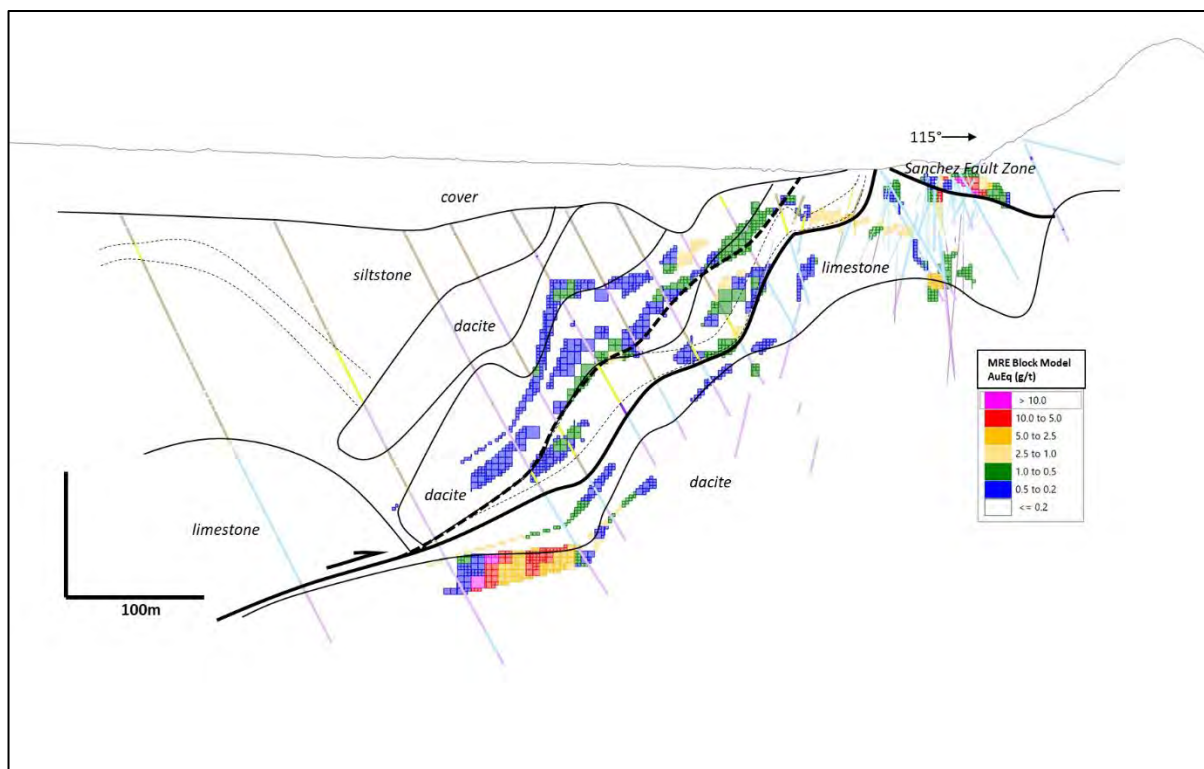 115°
Sanchez Fault Zone
cover
siltstone
limestone
dacite
MRE Block Model
AuEq (g/t)
> 10.0
10.0 to 5.0
5.0 to 2.5
2.5 to 1.0
1.0 to 0.5
0.5 to 0.2
<= 0.2
dacite
dacite
limestone
100m